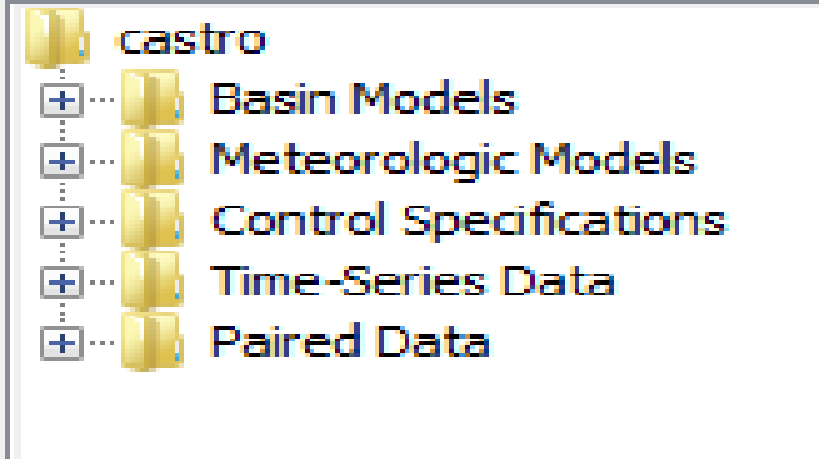 castro
Basin Models
Meteorologic Models
Control Specifications
Time-Series Data
Paired Data